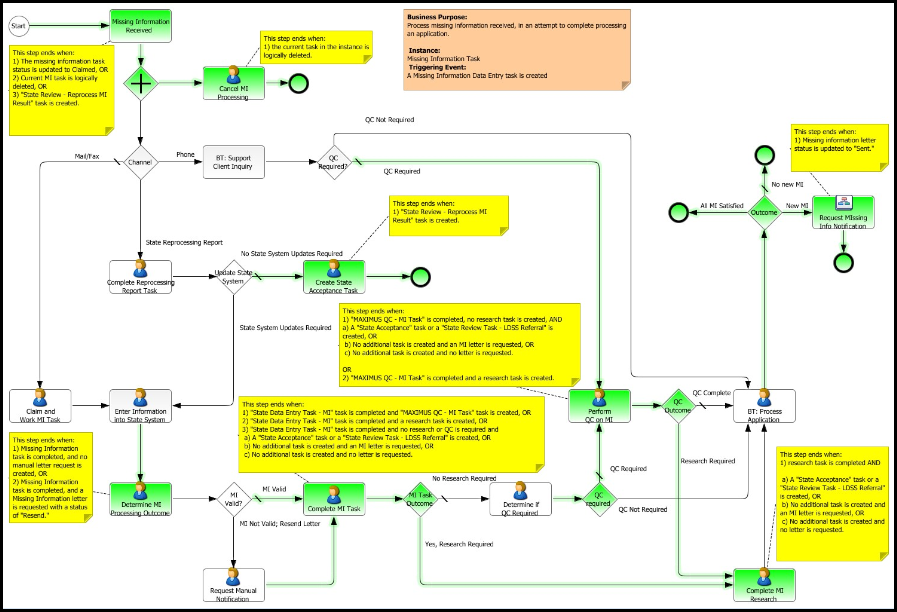 Start
Missing Information
Received
Business Purpose:
Process missing information received, in an attempt to complete processing
an application.
Instance:
Missing Information Task
Triggering Event:
A Missing Information Data Entry task is created
This step ends when:
1) The missing information task
status is updated to Claimed, OR
2) Current MI task is logically
deleted, OR
3) "State Review - Reprocess MI
Result" task is created.
This step ends when:
1) the current task in the instance is
logically deleted.
Cancel MI
Processing
QC Not Required
This step ends when:
1) Missing information letter
status is updated to "Sent."
Mail/Fax
Channel
Phone
BT: Support
Client Inquiry
QC
Required?
QC Required
No new MI
All MI Satisfied
Outcome
New MI
Request Missing
Info Notification
This step ends when:
1) "State Review - Reprocess MI
Result" task is created.
State Reprocessing Report
No State System Updates Required
Complete Reprocessing
Report Task
Update State
System
Create State
Acceptance Task
This step ends when:
1) "MAXIMUS QC - MI Task" is completed, no research task is created, AND
a) A "State Acceptance" task or a "State Review Task - LDSS Referral" is
created, OR
b) No additional task is created and an MI letter is requested, OR
c) No additional task is created and no letter is requested.
OR
2) "MAXIMUS QC - MI Task" is completed and a research task is created.
State System Updates Required
Claim and
Work MI Task
Enter Information
into State System
This step ends when:
1) "State Data Entry Task - MI" task is completed and "MAXIMUS QC - MI Task" task is created, OR
2) "State Data Entry Task - MI" task is completed and a research task is created, OR
3) "State Data Entry Task - MI" task is completed and no research or QC is required and
a) A "State Acceptance" task or a "State Review Task - LDSS Referral" is created, OR
b) No additional task is created and an MI letter is requested, OR
c) No additional task is created and no letter is requested.
Perform
QC on MI
QC
Outcome
QC Complete
BT: Process
Application
This step ends when:
1) Missing Information
task is completed, and no
manual letter request is
created, OR
2) Missing Information
task is completed, and a
Missing Information letter
is requested with a status
of "Resend."
Determine MI
Processing Outcome
MI
Valid?
MI Valid
Complete MI Task
MI Task
Outcome
No Research Required
Determine if
QC Required
QC
required
QC Required
QC Not Required
Research Required
This step ends when:
1) research task is completed AND
a) A "State Acceptance" task or a
"State Review Task - LDSS Referral"
is created, OR
b) No additional task is created and
an MI letter is requested, OR
c) No additional task is created and
no letter is requested.
MI Not Valid; Resend Letter
Yes, Research Required
Request Manual
Notification
Complete MI
Research